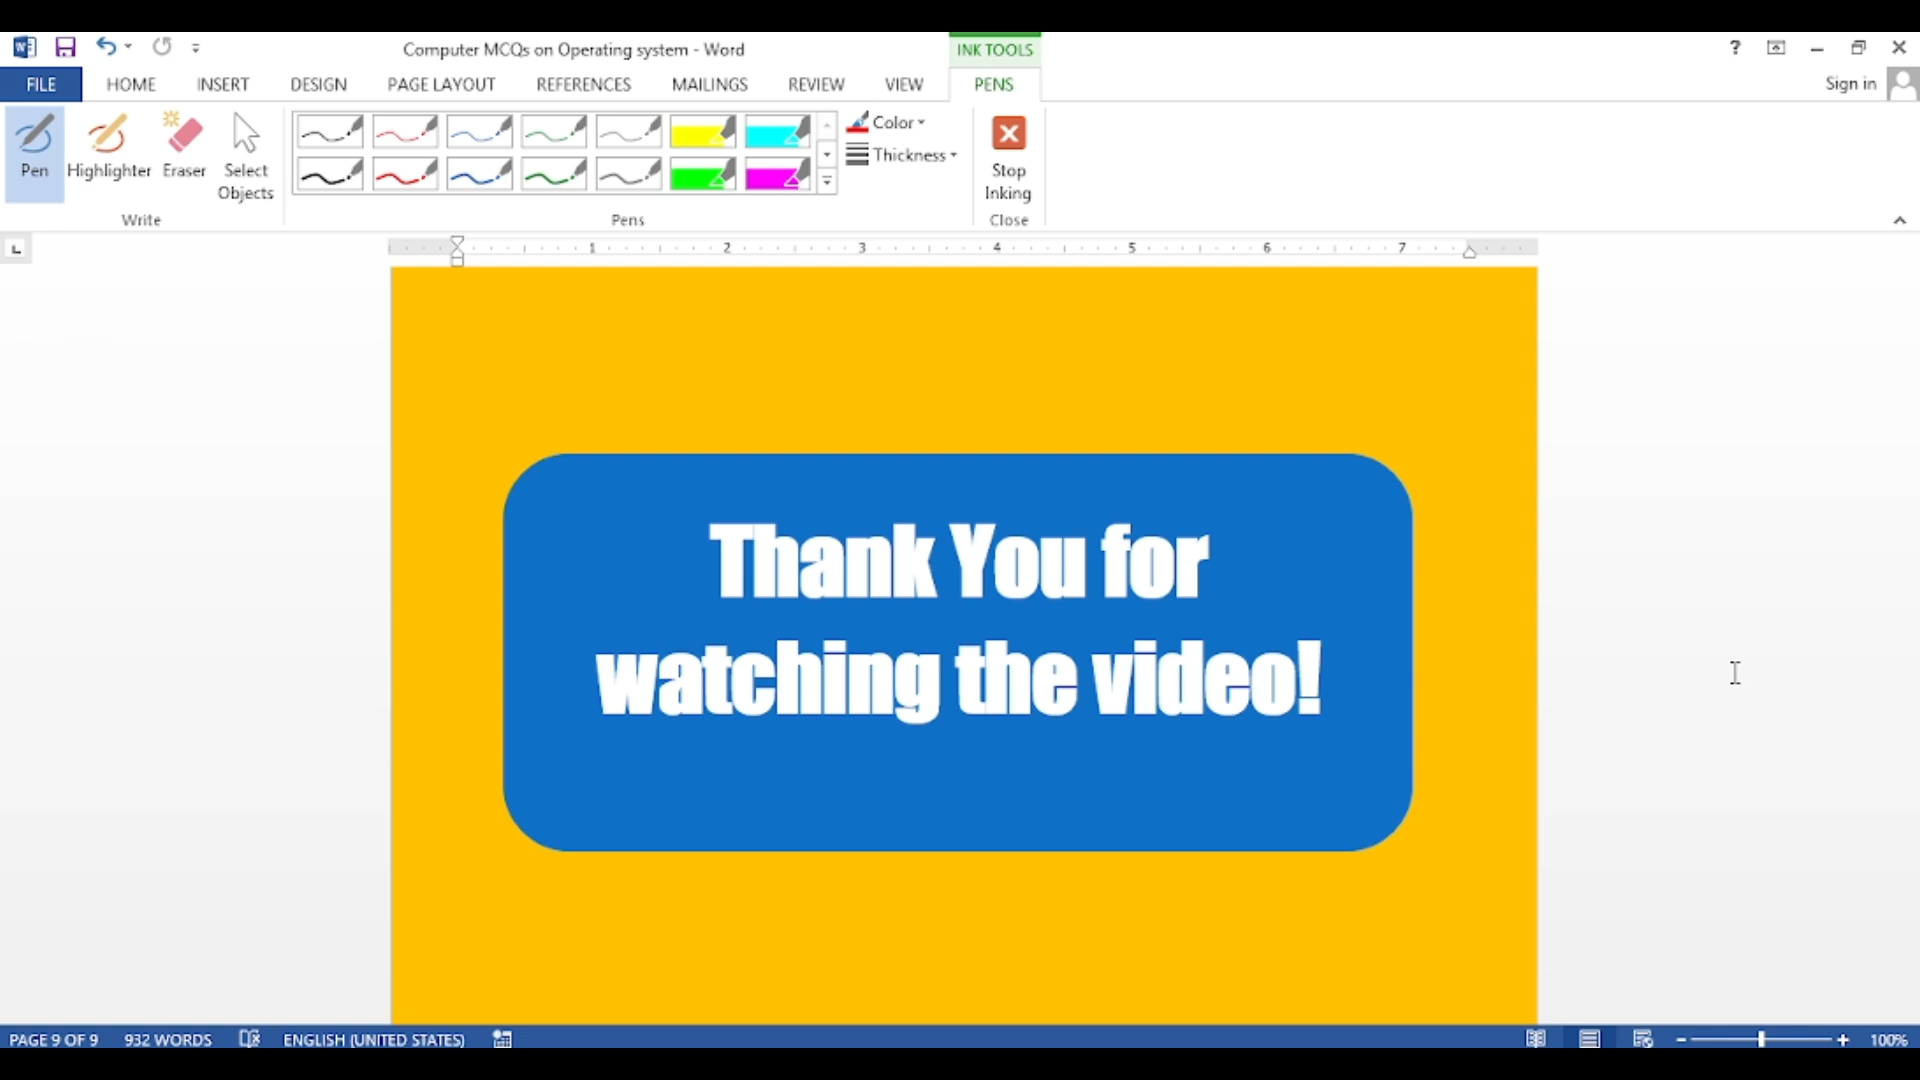 Computer MCQs on Operating system - Word
INK TOOLS
?
FILE
HOME
INSERT
DESIGN
PAGE LAYOUT
REFERENCES
MAILINGS
REVIEW
VIEW
PENS
Sign in
Pen
Highlighter
Eraser
Select
Objects
Color
Thickness
Stop
Inking
Write
Pens
Close
1 2 3 4 5 6 7
Thank You for
watching the video!
PAGE 9 OF 9
932 WORDS
ENGLISH (UNITED STATES)
100%